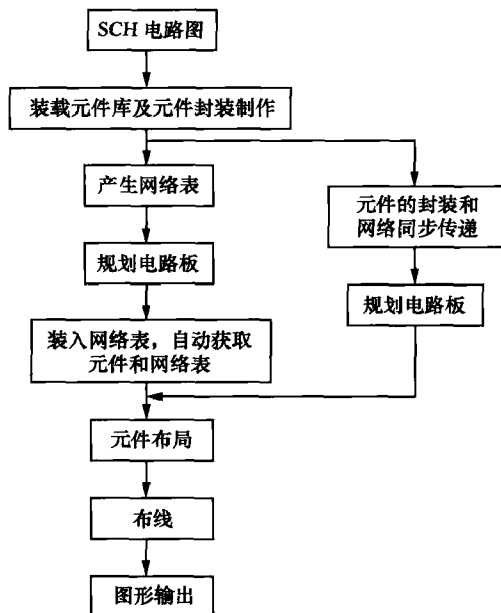 SCH 电路图
装载元件库及元件封装制作
产生网络表
元件的封装和
网络同步传递
规划电路板
规划电路板
装入网络表，自动获取
元件和网络表
元件布局
布线
图形输出